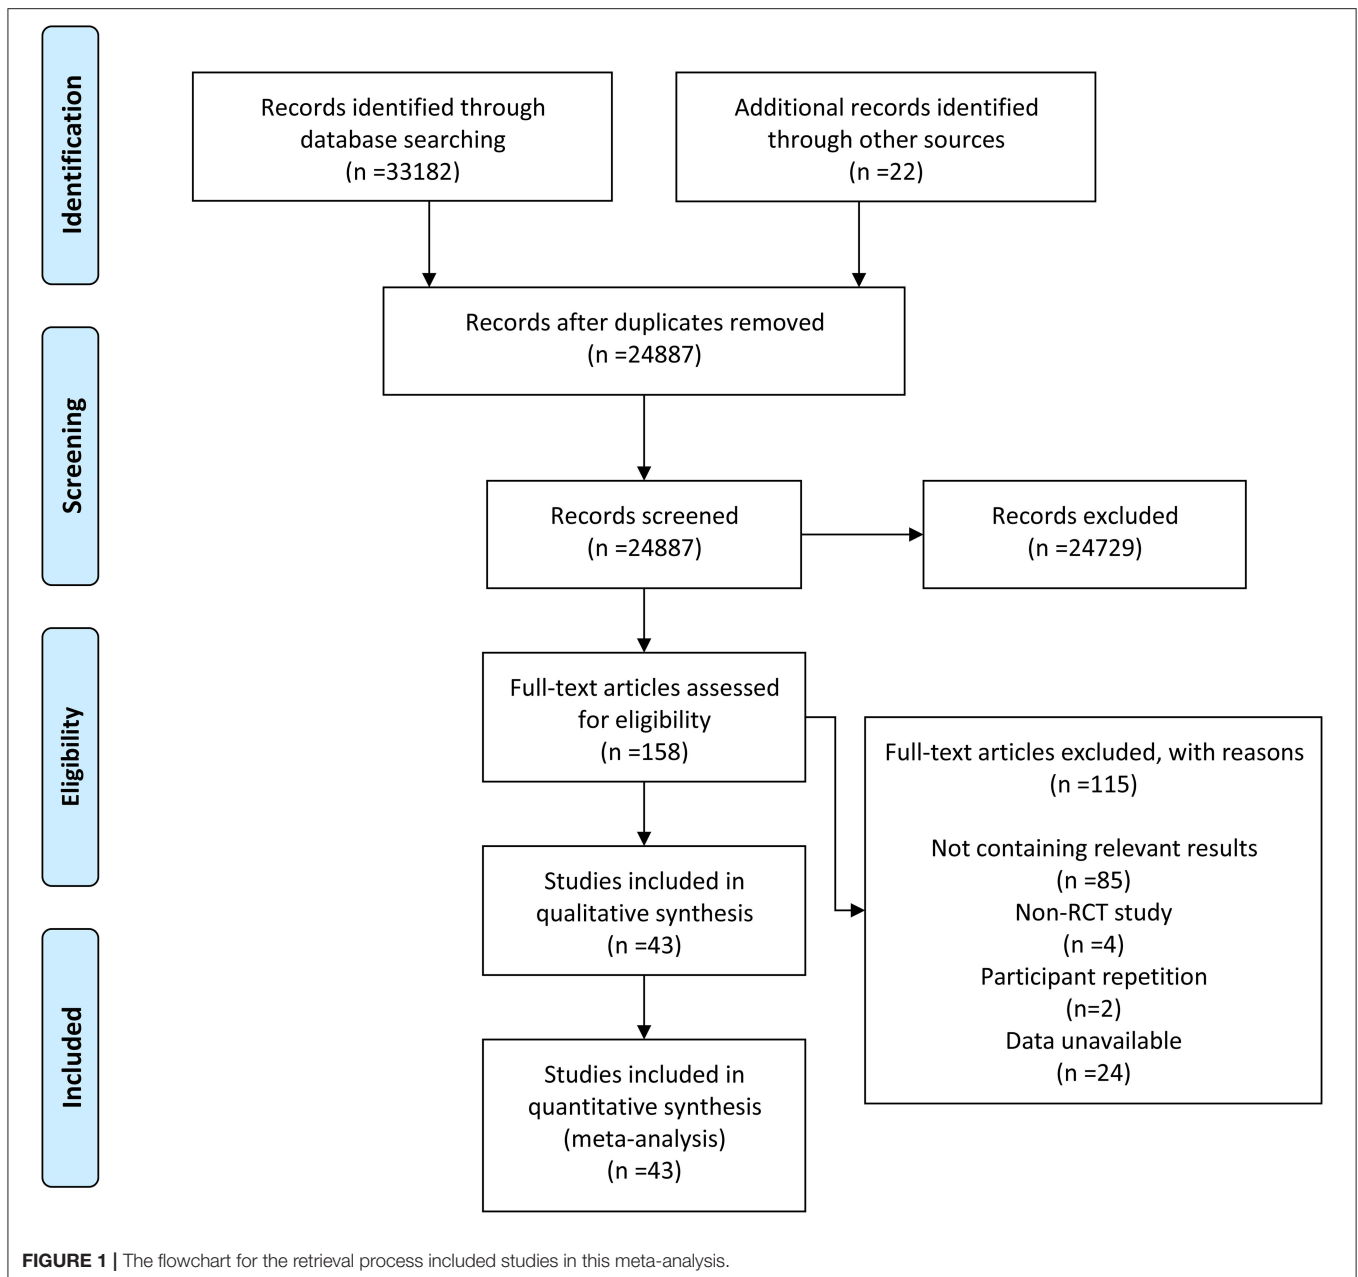 Identification
Records identified through
database searching
(n =33182)
Additional records identified
through other sources
(n =22)
Records after duplicates removed
(n =24887)
Screening
Records screened
(n =24887)
Records excluded
(n =24729)
Eligibility
Full-text articles assessed
for eligibility
(n =158)
Full-text articles excluded, with reasons
(n =115)
Not containing relevant results
(n =85)
Non-RCT study
(n =4)
Participant repetition
(n=2)
Data unavailable
(n =24)
Studies included in
qualitative synthesis
(n =43)
Included
Studies included in
quantitative synthesis
(meta-analysis)
(n =43)
FIGURE 1 | The flowchart for the retrieval process included studies in this meta-analysis.